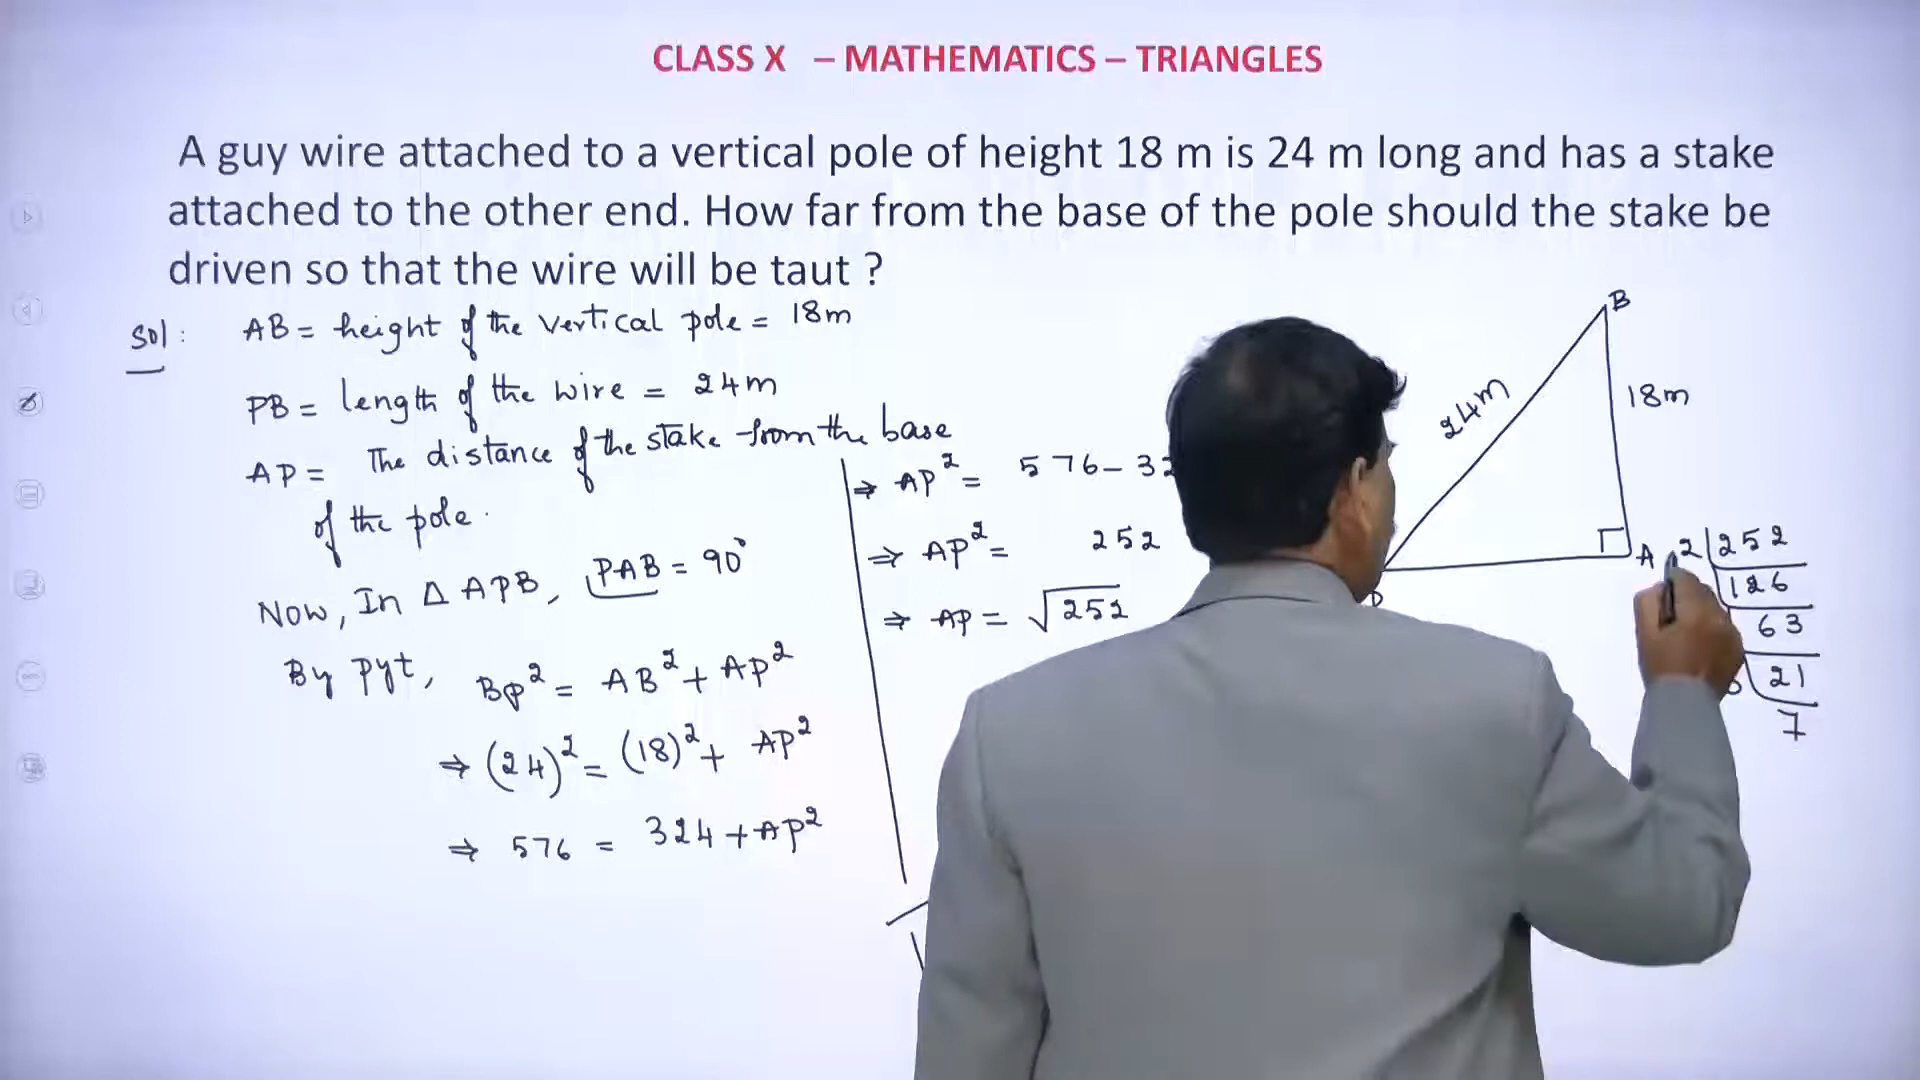 CLASS X – MATHEMATICS – TRIANGLES
A guy wire attached to a vertical pole of height 18 m is 24 m long and has a stake
attached to the other end. How far from the base of the pole should the stake be
driven so that the wire will be taut ?
Sol : AB = height of the vertical pole = 18m
PB = length of the wire = 24m
AP = The distance of the stake from the base
of the pole.
Now, In Δ APB, ∠PAB = 90°
By pyt, BP² = AB² + AP²
⇒ (24)² = (18)² + AP²
⇒ 576 = 324 + AP²
⇒ AP² = 576 – 3
⇒ AP² = 252
⇒ AP = √252
B
24m
18m
A
P
2 | 252
126
63
21
7